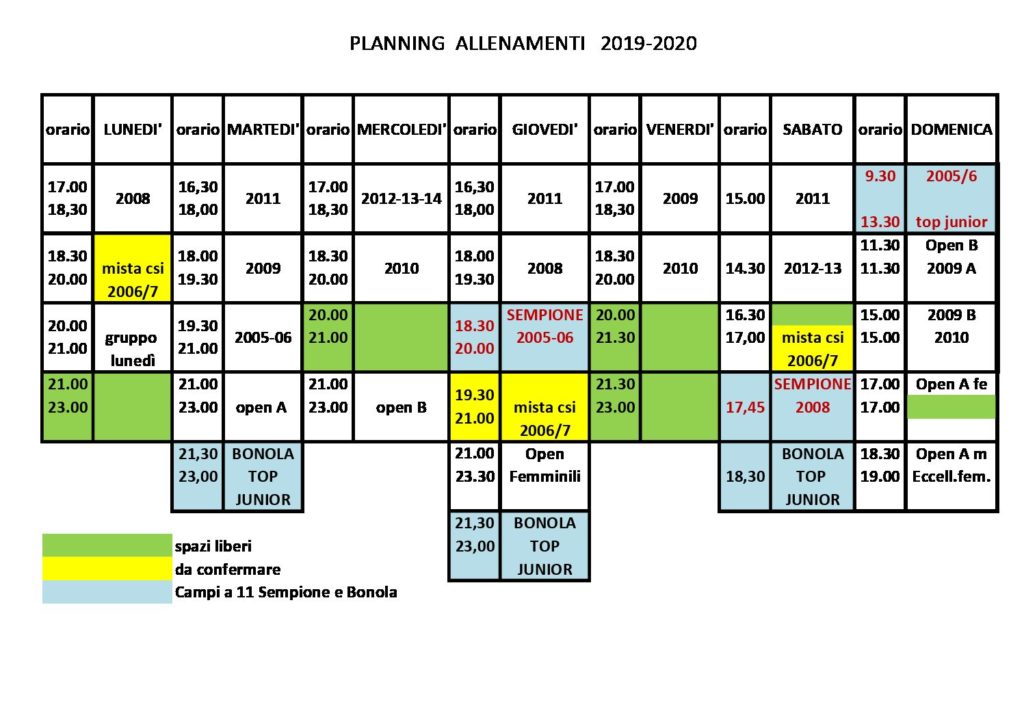 PLANNING ALLENAMENTI 2019-2020
orario LUNEDI' orario MARTEDI' orario MERCOLEDI' orario GIOVEDI' orario VENERDI' orario SABATO orario DOMENICA
17.00 18,30 2008 16,30 18,00 2011 17.00 18,30 2012-13-14 16,30 18,00 2011 17.00 18,30 2009 15.00 2011 9.30 13.30 2005/6 top junior
18.30 20.00 mista csi 2006/7 18.00 19.30 2009 18.30 20.00 2010 18.00 19.30 2008 18.30 20.00 2010 14.30 2012-13 11.30 11.30 Open B 2009 A
20.00 21.00 gruppo lunedì 19.30 21.00 2005-06 20.00 21.00 18.30 20.00 SEMPIONE 2005-06 20.00 21.30 16.30 17,00 mista csi 2006/7 15.00 15.00 2009 B 2010
21.00 23.00 21.00 23.00 open A 21.00 23.00 open B 19.30 21.00 mista csi 2006/7 21.30 23.00 17,45 SEMPIONE 2008 17.00 17.00 Open A fe
21,30 23,00 BONOLA TOP JUNIOR 21.00 23.30 Open Femminili 18,30 BONOLA TOP JUNIOR 18.30 19.00 Open A m Eccell.fem.
21,30 23,00 BONOLA TOP JUNIOR
spazi liberi
da confermare
Campi a 11 Sempione e Bonola